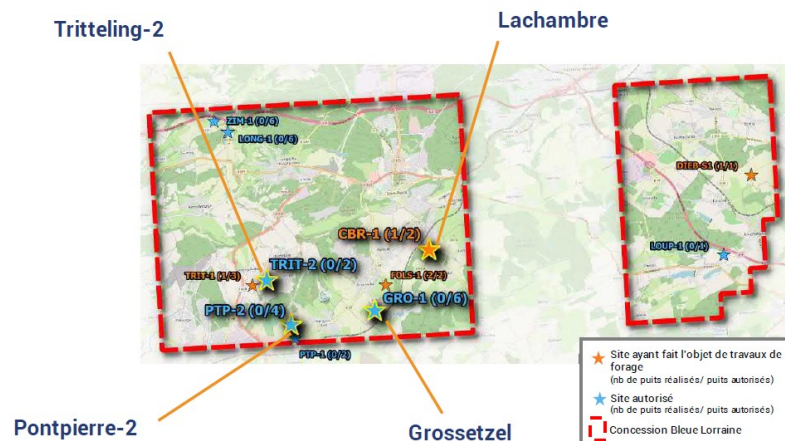 Tritteling-2
Lachambre
ZIM-1 (0/6)
LONG-1 (0/6)
DIEB-S1 (1/1)
CBR-1 (1/2)
LOUP-1 (0/1)
TRIT-2 (0/2)
TRIT-1 (1/3)
FOLS-1 (2/2)
GRO-1 (0/6)
PTP-2 (0/4)
PTP-1 (0/2)
Site ayant fait l'objet de travaux de
forage
(nb de puits réalisés/ puits autorisés)
Site autorisé
(nb de puits réalisés/ puits autorisés)
Concession Bleue Lorraine
Pontpierre-2
Grossetzel